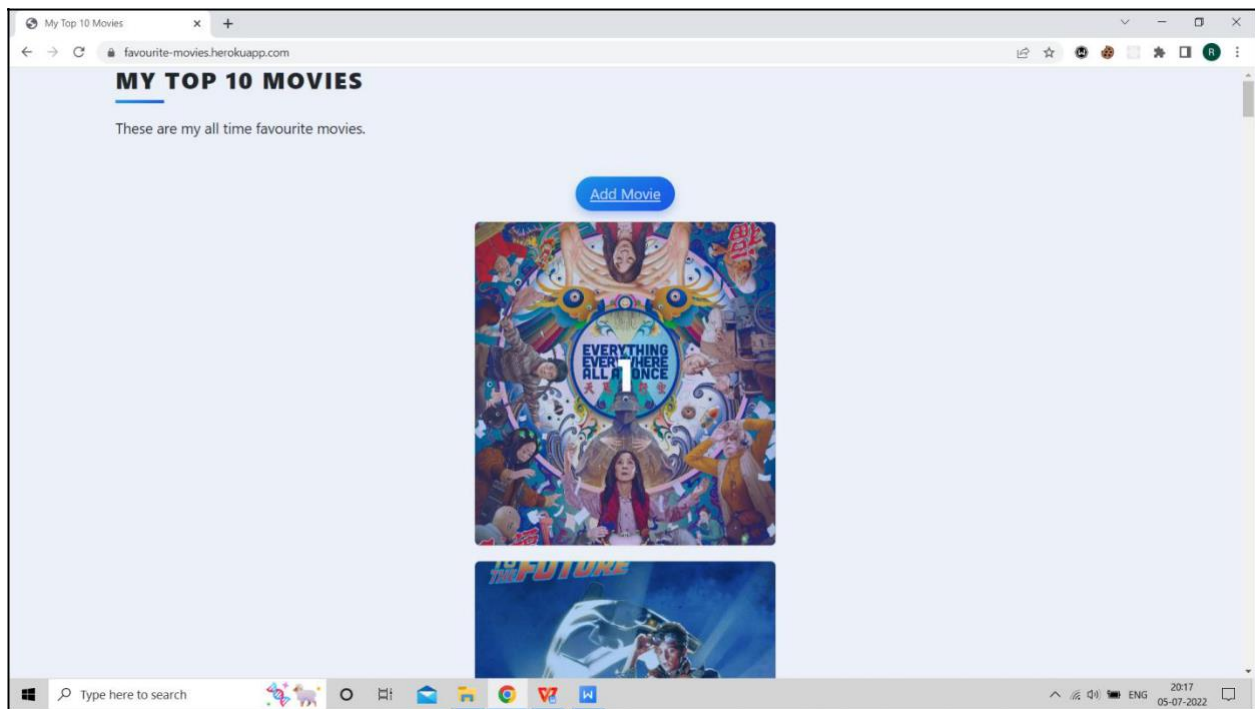 My Top 10 Movies
favourite-movies.herokuapp.com
R
MY TOP 10 MOVIES
These are my all time favourite movies.
Add Movie
EVERYTHING
EVERYWHERE
ALL AT ONCE
1
TO
THE FUTURE
Type here to search
ENG
20:17
05-07-2022